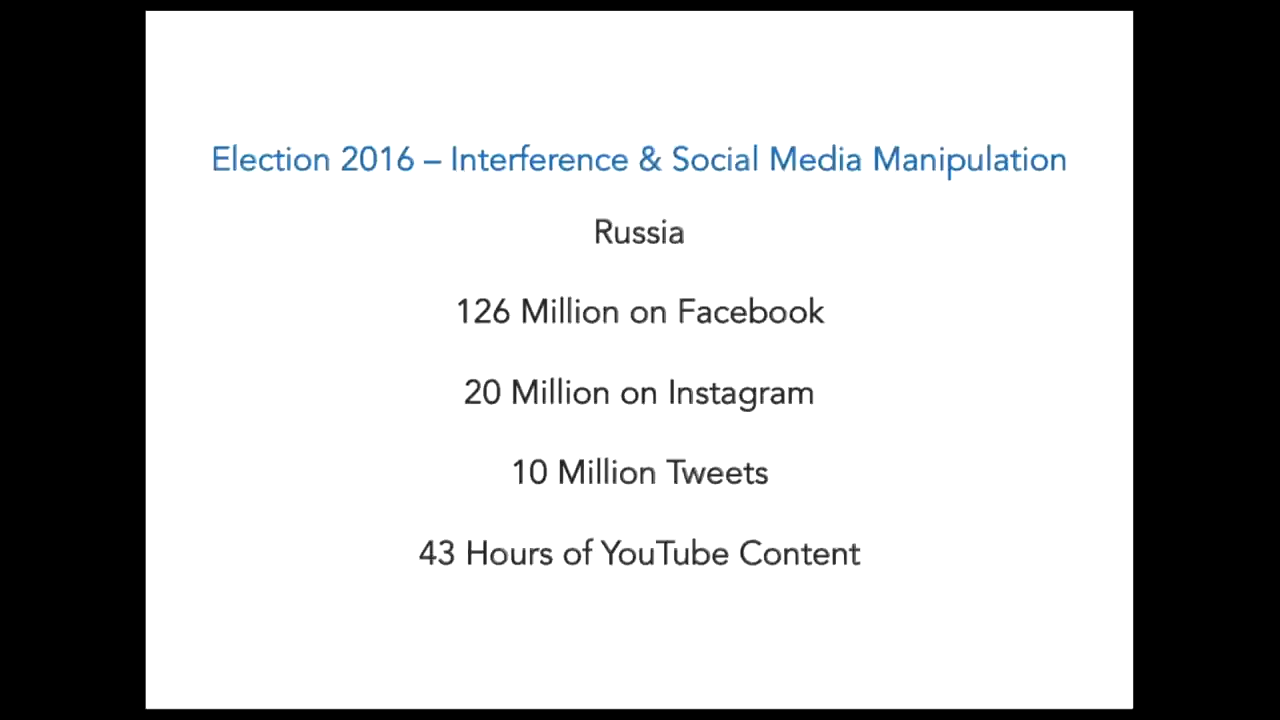 Election 2016 – Interference & Social Media Manipulation
Russia
126 Million on Facebook
20 Million on Instagram
10 Million Tweets
43 Hours of YouTube Content